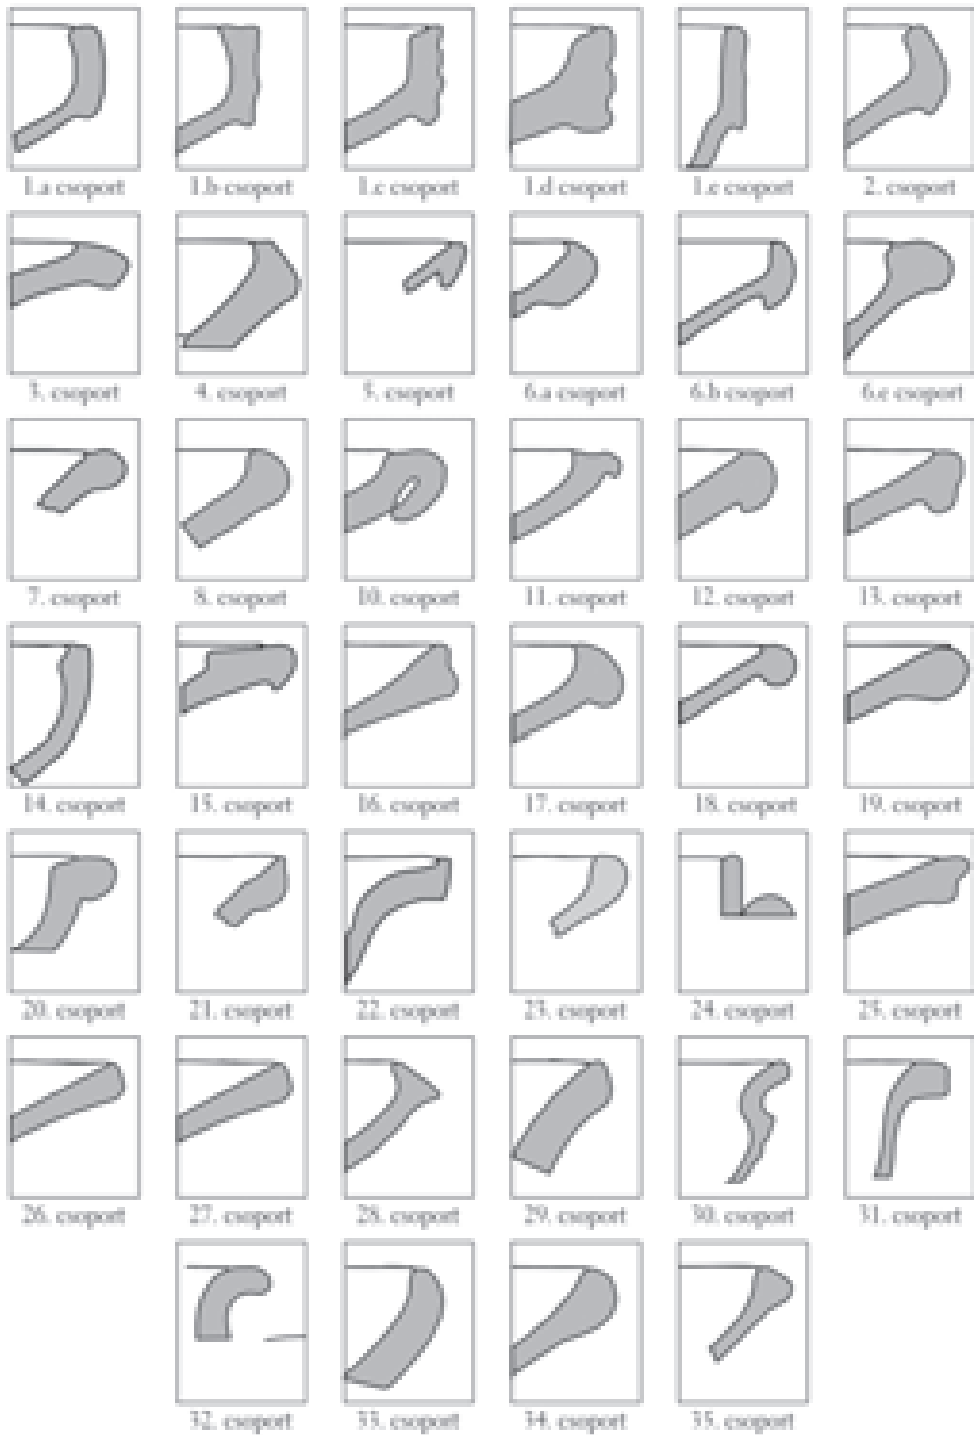 1.a csoport 1.b csoport 1.c csoport 1.d csoport 1.e csoport 2. csoport
3. csoport 4. csoport 5. csoport 6.a csoport 6.b csoport 6.c csoport
7. csoport 8. csoport 10. csoport 11. csoport 12. csoport 13. csoport
14. csoport 15. csoport 16. csoport 17. csoport 18. csoport 19. csoport
20. csoport 21. csoport 22. csoport 23. csoport 24. csoport 25. csoport
26. csoport 27. csoport 28. csoport 29. csoport 30. csoport 31. csoport
32. csoport 33. csoport 34. csoport 35. csoport